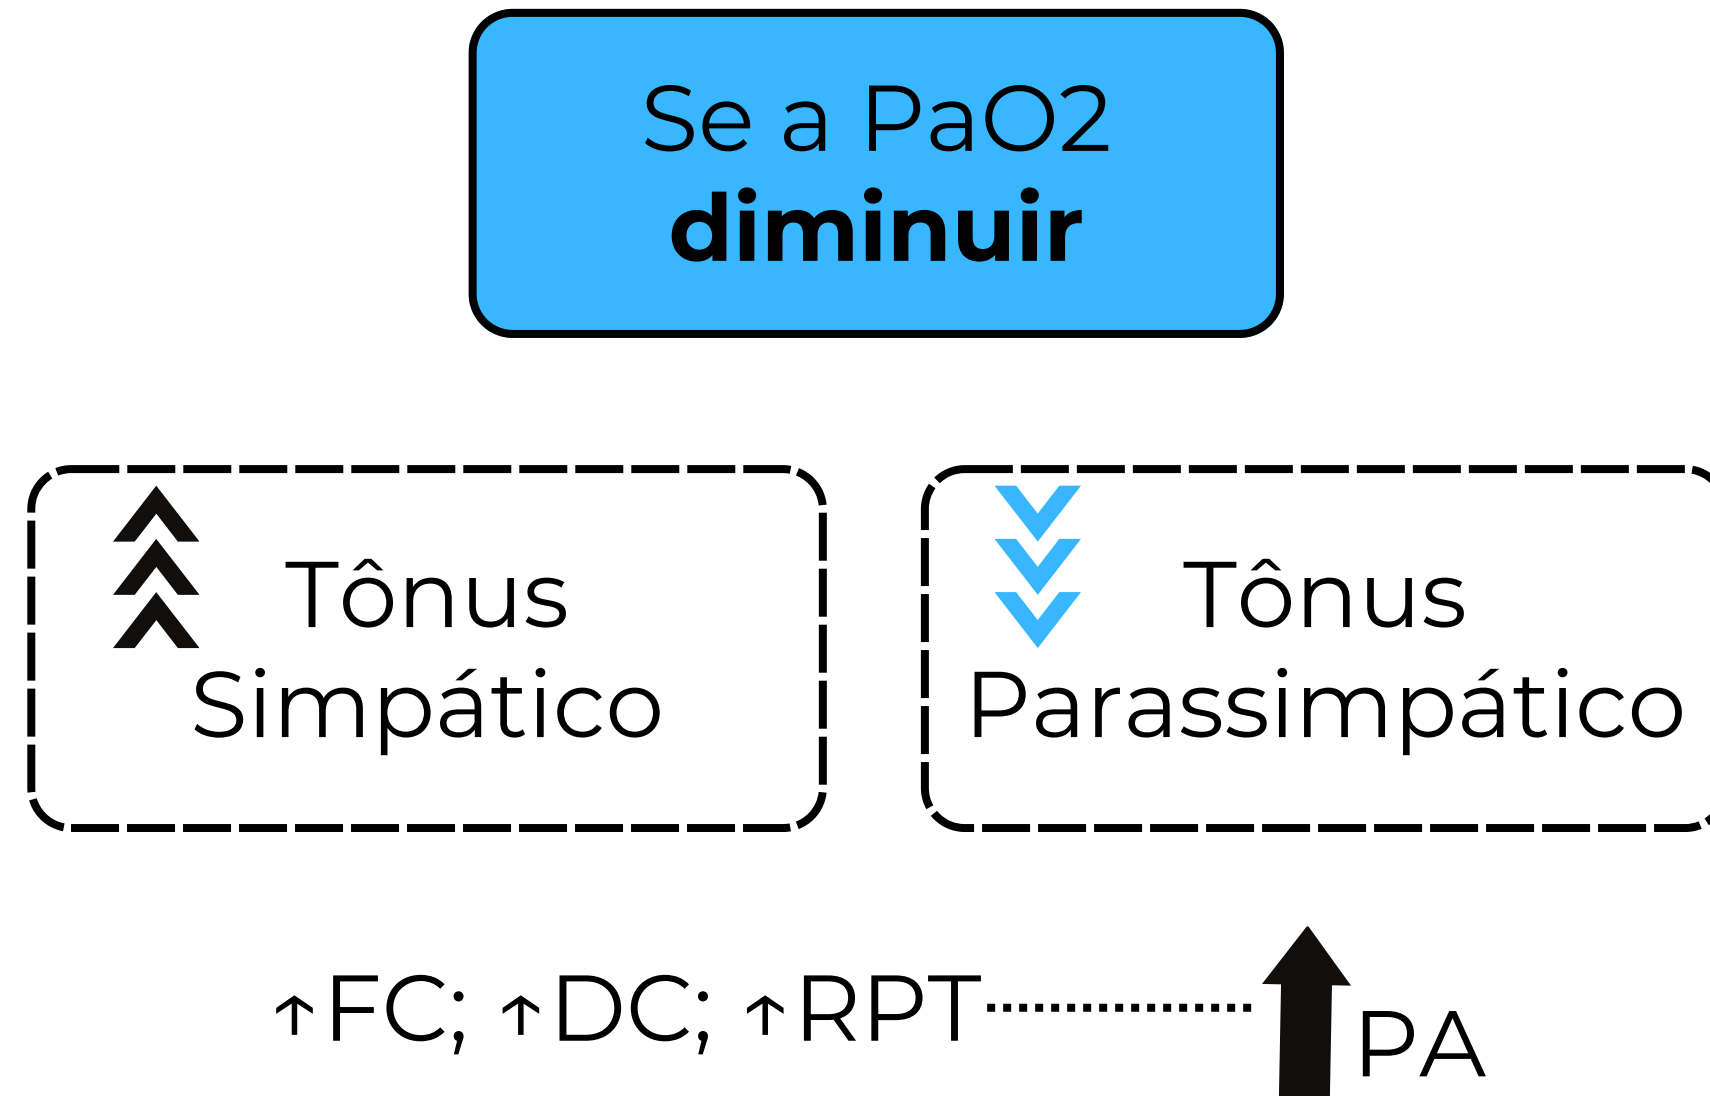 Se a PaO2
diminuir
Tônus
Simpático
Tônus
Parassimpático
↑FC; ↑DC; ↑RPT
PA